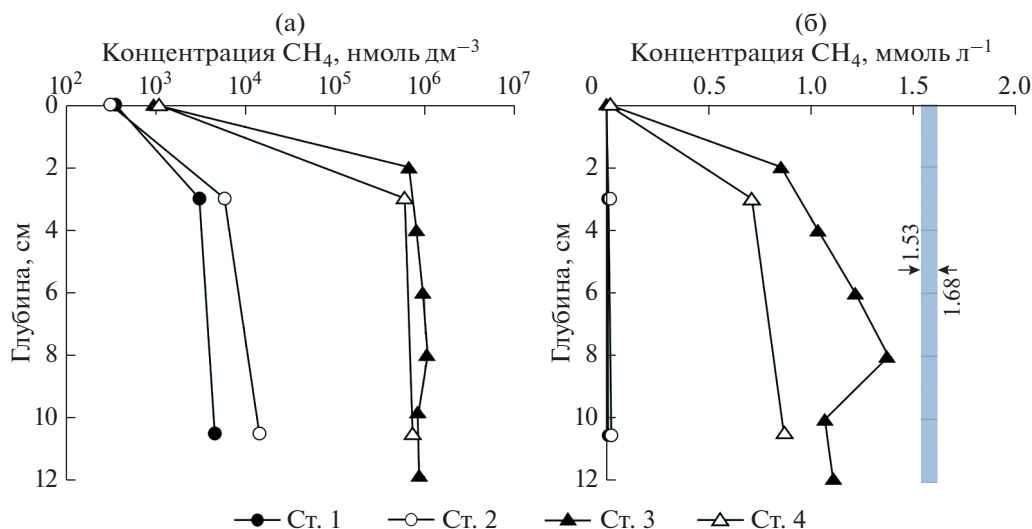 (а)
Концентрация CH₄, нмоль дм⁻³
10² 10³ 10⁴ 10⁵ 10⁶ 10⁷
0
2
4
6
8
10
12
Глубина, см
(б)
Концентрация CH₄, ммоль л⁻¹
0 0.5 1.0 1.5 2.0
0
2
4
6
8
10
12
Глубина, см
1.53
1.68
Ст. 1 Ст. 2 Ст. 3 Ст. 4